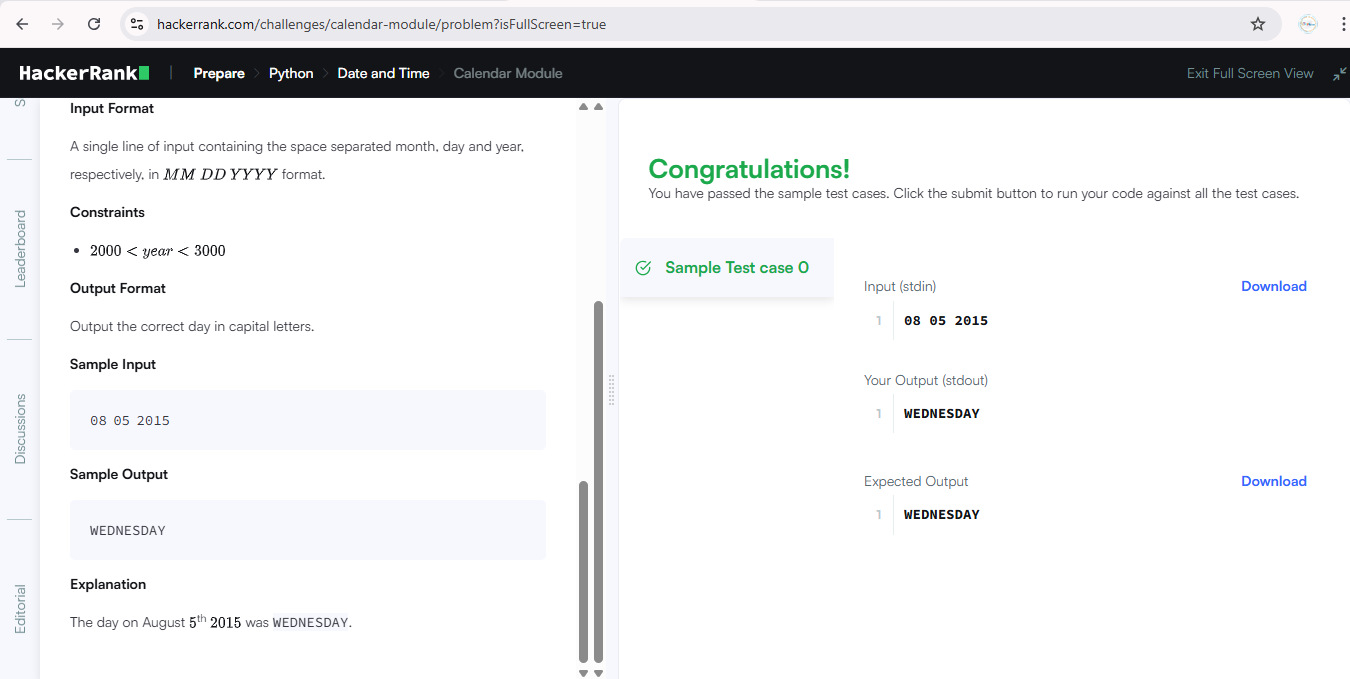 hackerrank.com/challenges/calendar-module/problem?isFullScreen=true
HackerRank | Prepare > Python > Date and Time > Calendar Module
Exit Full Screen View
Leaderboard
Discussions
Editorial
Input Format
A single line of input containing the space separated month, day and year,
respectively, in MM DD YYYY format.
Constraints
• 2000 < year < 3000
Output Format
Output the correct day in capital letters.
Sample Input
08 05 2015
Sample Output
WEDNESDAY
Explanation
The day on August 5th 2015 was WEDNESDAY.
Congratulations!
You have passed the sample test cases. Click the submit button to run your code against all the test cases.
Sample Test case 0
Input (stdin)
Download
1 08 05 2015
Your Output (stdout)
1 WEDNESDAY
Expected Output
Download
1 WEDNESDAY